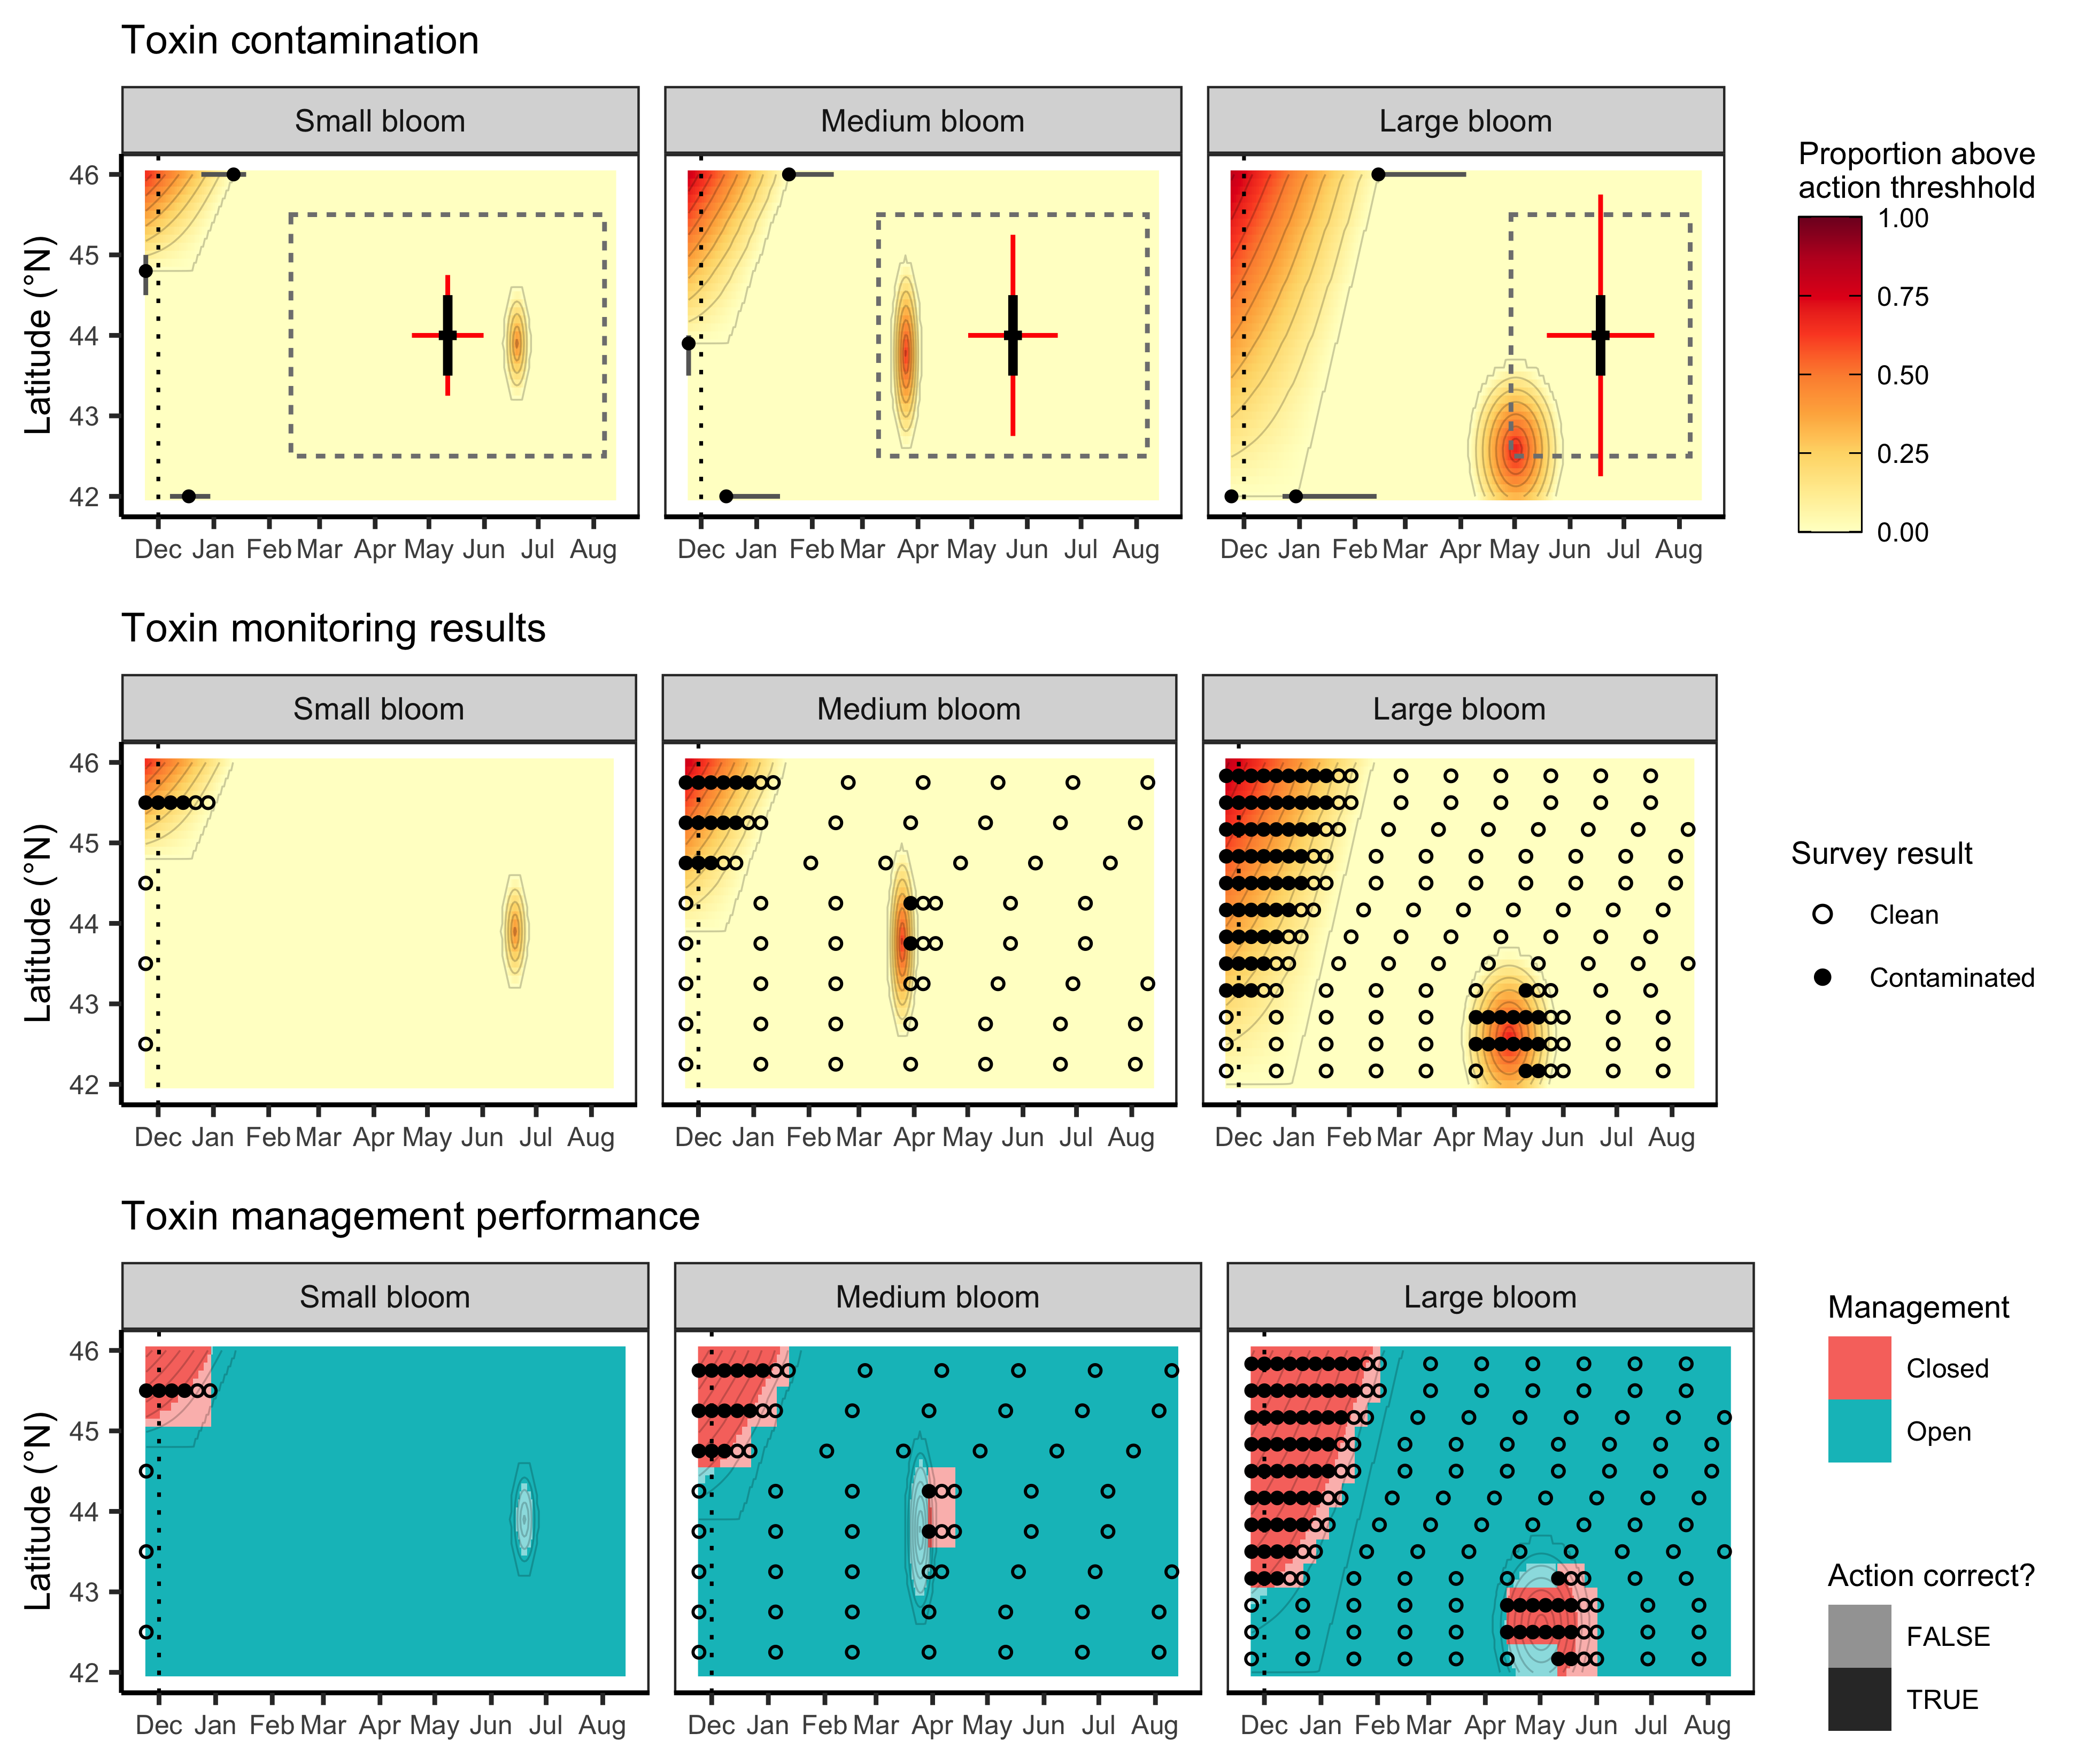 Toxin contamination
Small bloom
Medium bloom
Large bloom
Latitude (°N)
46
45
44
43
42
Dec Jan Feb Mar Apr May Jun Jul Aug
Dec Jan Feb Mar Apr May Jun Jul Aug
Dec Jan Feb Mar Apr May Jun Jul Aug
Proportion above
action threshhold
1.00
0.75
0.50
0.25
0.00
Toxin monitoring results
Small bloom
Medium bloom
Large bloom
Latitude (°N)
46
45
44
43
42
Dec Jan Feb Mar Apr May Jun Jul Aug
Dec Jan Feb Mar Apr May Jun Jul Aug
Dec Jan Feb Mar Apr May Jun Jul Aug
Survey result
Clean
Contaminated
Toxin management performance
Small bloom
Medium bloom
Large bloom
Latitude (°N)
46
45
44
43
42
Dec Jan Feb Mar Apr May Jun Jul Aug
Dec Jan Feb Mar Apr May Jun Jul Aug
Dec Jan Feb Mar Apr May Jun Jul Aug
Management
Closed
Open
Action correct?
FALSE
TRUE